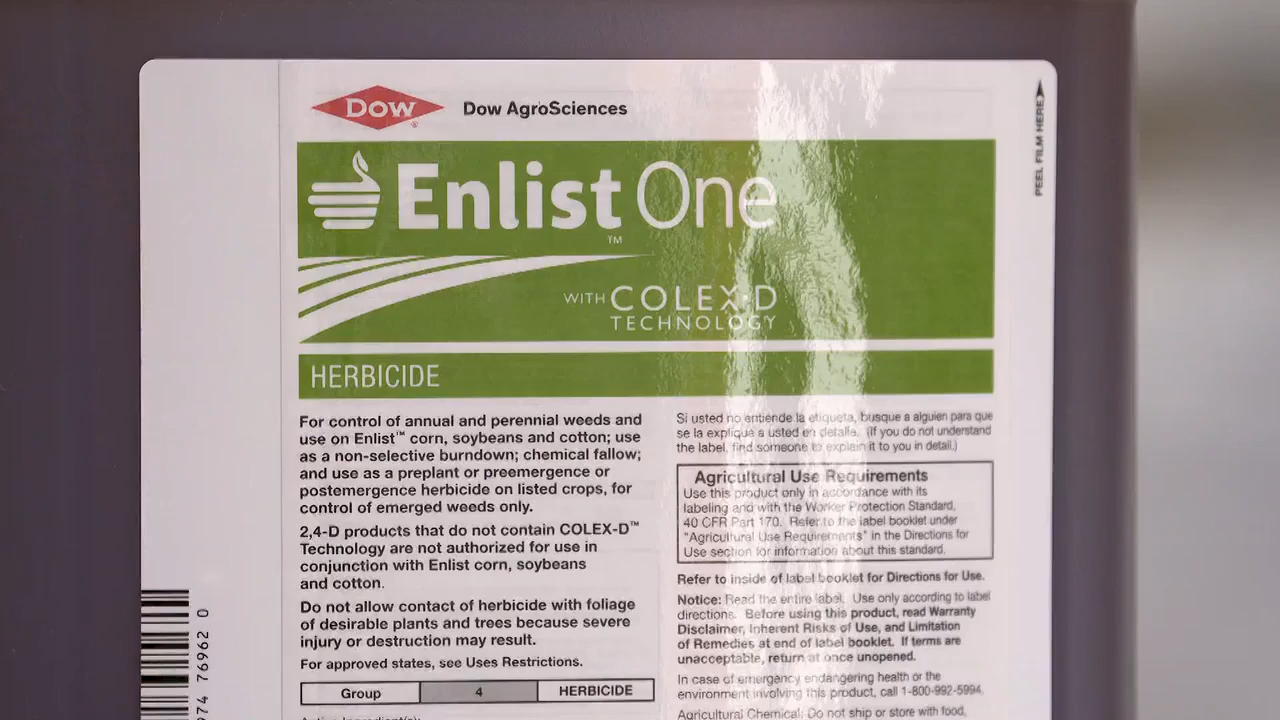 DOW
Dow AgroSciences
PEEL FILM HERE
Enlist One
TM
WITH COLEX·D
TECHNOLOGY
HERBICIDE
For control of annual and perennial weeds and
use on Enlist™ corn, soybeans and cotton; use
as a non-selective burndown; chemical fallow;
and use as a preplant or preemergence or
postemergence herbicide on listed crops, for
control of emerged weeds only.
2,4-D products that do not contain COLEX-D™
Technology are not authorized for use in
conjunction with Enlist corn, soybeans
and cotton.
Do not allow contact of herbicide with foliage
of desirable plants and trees because severe
injury or destruction may result.
For approved states, see Uses Restrictions.
Group 4 HERBICIDE
Si usted no entiende la etiqueta, busque a alguien para que
se la explique a usted en detalle. (If you do not understand
the label, find someone to explain it to you in detail.)
Agricultural Use Requirements
Use this product only in accordance with its
labeling and with the Worker Protection Standard,
40 CFR Part 170. Refer to the label booklet under
"Agricultural Use Requirements" in the Directions for
Use section for information about this standard.
Refer to inside of label booklet for Directions for Use.
Notice: Read the entire label. Use only according to label
directions. Before using this product, read Warranty
Disclaimer, Inherent Risks of Use, and Limitation
of Remedies at end of label booklet. If terms are
unacceptable, return at once unopened.
In case of emergency endangering health or the
environment involving this product, call 1-800-992-5994.
Agricultural Chemical: Do not ship or store with food,
974 76962 0